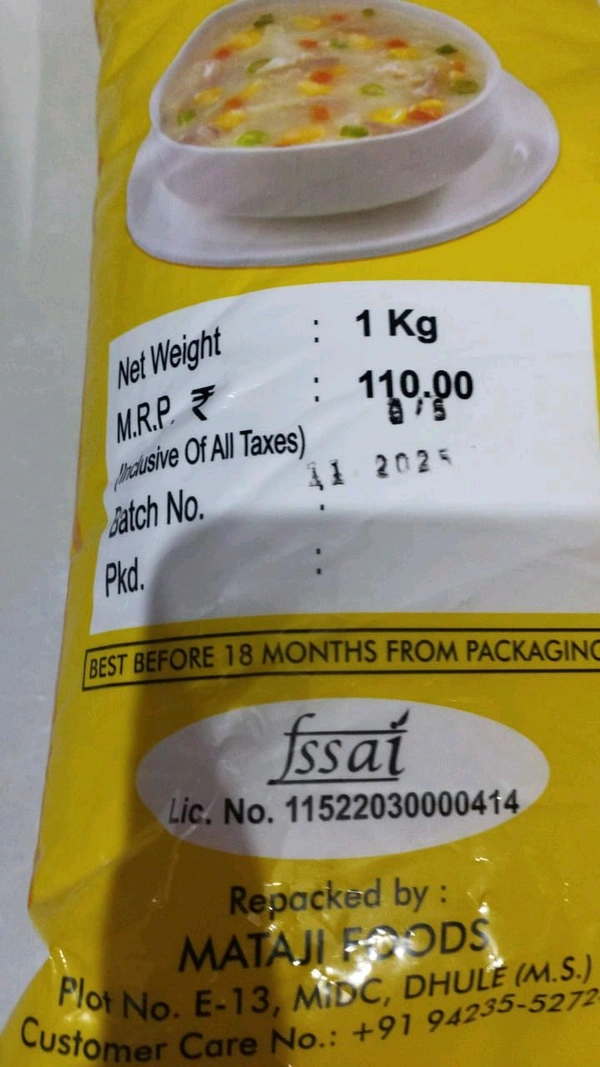 Net Weight : 1 Kg
M.R.P. ₹ : 110.00
(Inclusive Of All Taxes)
11 2025
Batch No. :
Pkd. :
BEST BEFORE 18 MONTHS FROM PACKAGING
fssai
Lic. No. 11522030000414
Repacked by :
MATAJI FOODS
Plot No. E-13, MIDC, DHULE (M.S.)
Customer Care No.: +91 94235-5272